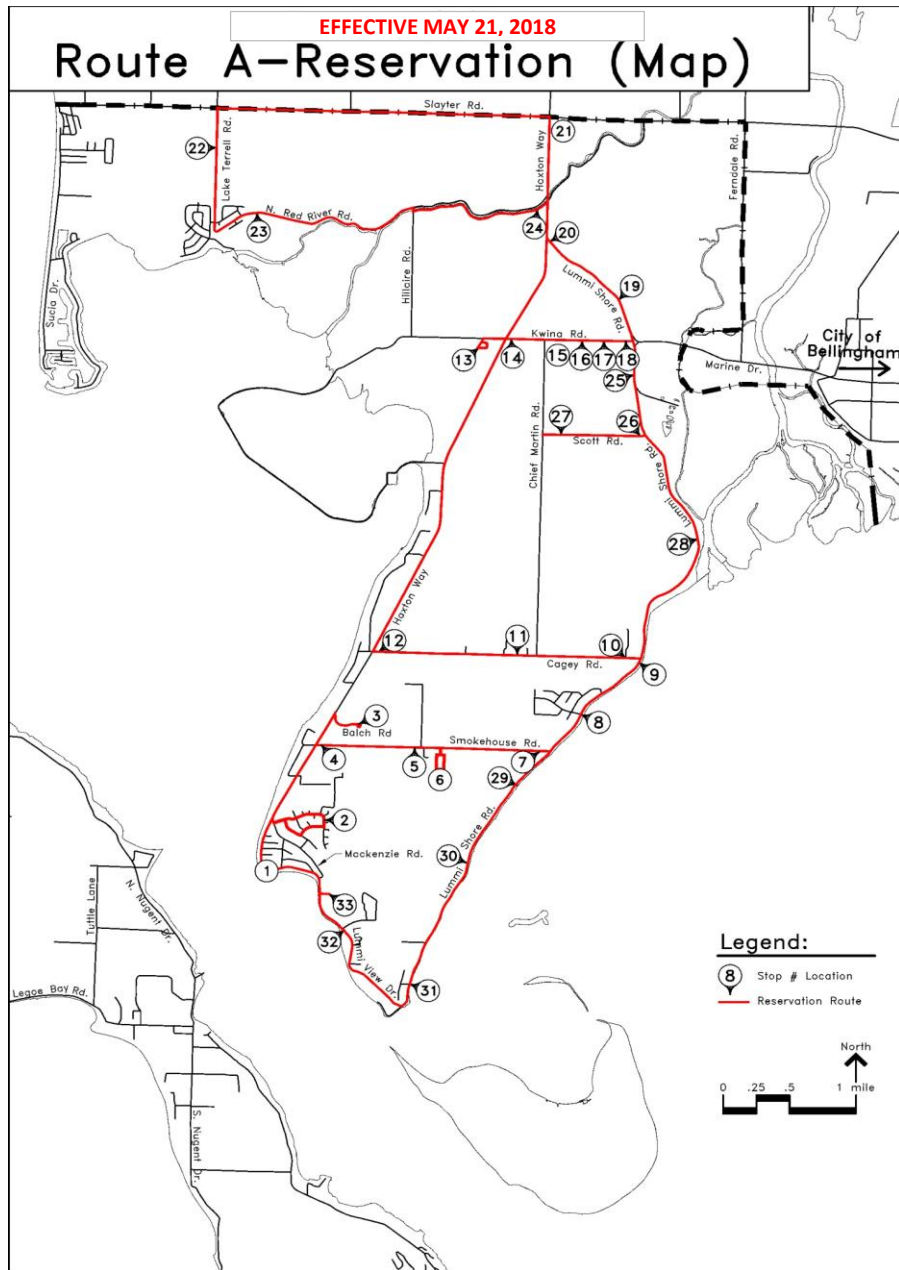 EFFECTIVE MAY 21, 2018
Route A-Reservation (Map)
Slayter Rd.
21
22
Lake Terrell Rd.
Haxton Way
Ferndale Rd.
N. Red River Rd.
23
24
20
Hillaire Rd.
Lummi Shore Rd.
19
Sucia Dr.
Kwina Rd.
13
14
15
16
17
18
City of
Bellingham
Marine Dr.
25
Chief Martin Rd.
27
26
Scott Rd.
Lummi Shore Rd.
28
Haxton Way
12
11
10
Cagey Rd.
9
3
8
Balch Rd
Smokehouse Rd.
4
5
6
7
29
2
Lummi Shore Rd.
Mackenzie Rd.
30
1
33
Tuttle Lane
N. Nugent Dr.
32
Lummi View Dr.
31
Legoe Bay Rd.
S. Nugent Dr.
Legend:
8 Stop # Location
Reservation Route
North
0 .25 .5 1 mile